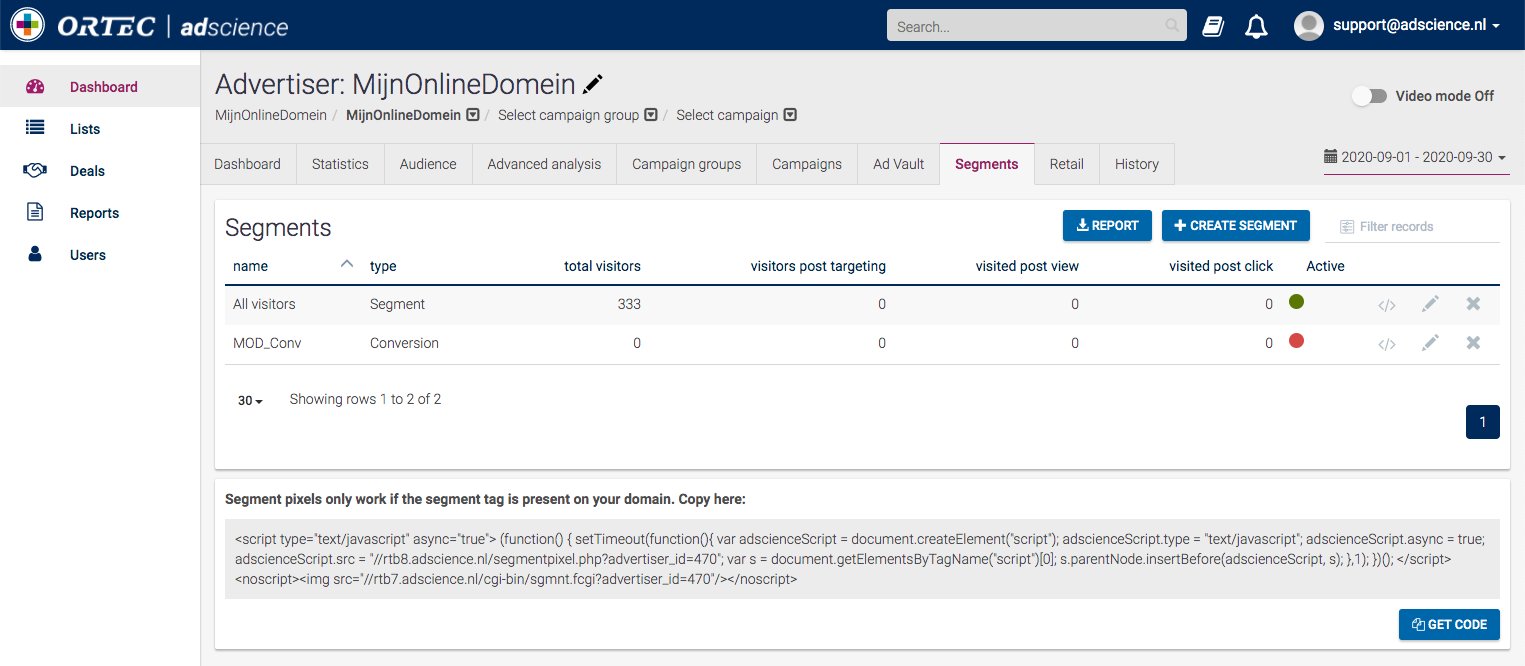 ORTEC | adscience
Search...
support@adscience.nl
Dashboard
Lists
Deals
Reports
Users
Advertiser: MijnOnlineDomein
MijnOnlineDomein / MijnOnlineDomein / Select campaign group / Select campaign
Video mode Off
Dashboard Statistics Audience Advanced analysis Campaign groups Campaigns Ad Vault Segments Retail History
2020-09-01 - 2020-09-30
Segments
REPORT
+ CREATE SEGMENT
Filter records
name type total visitors visitors post targeting visited post view visited post click Active
All visitors Segment 333 0 0 0 </>
MOD_Conv Conversion 0 0 0 0 </>
30 Showing rows 1 to 2 of 2
1
Segment pixels only work if the segment tag is present on your domain. Copy here:
<script type="text/javascript" async="true"> (function() { setTimeout(function(){ var adscienceScript = document.createElement("script"); adscienceScript.type = "text/javascript"; adscienceScript.async = true;
adscienceScript.src = "//rtb8.adscience.nl/segmentpixel.php?advertiser_id=470"; var s = document.getElementsByTagName("script")[0]; s.parentNode.insertBefore(adscienceScript, s); },1); })(); </script>
<noscript><img src="//rtb7.adscience.nl/cgi-bin/sgmnt.fcgi?advertiser_id=470"/></noscript>
GET CODE